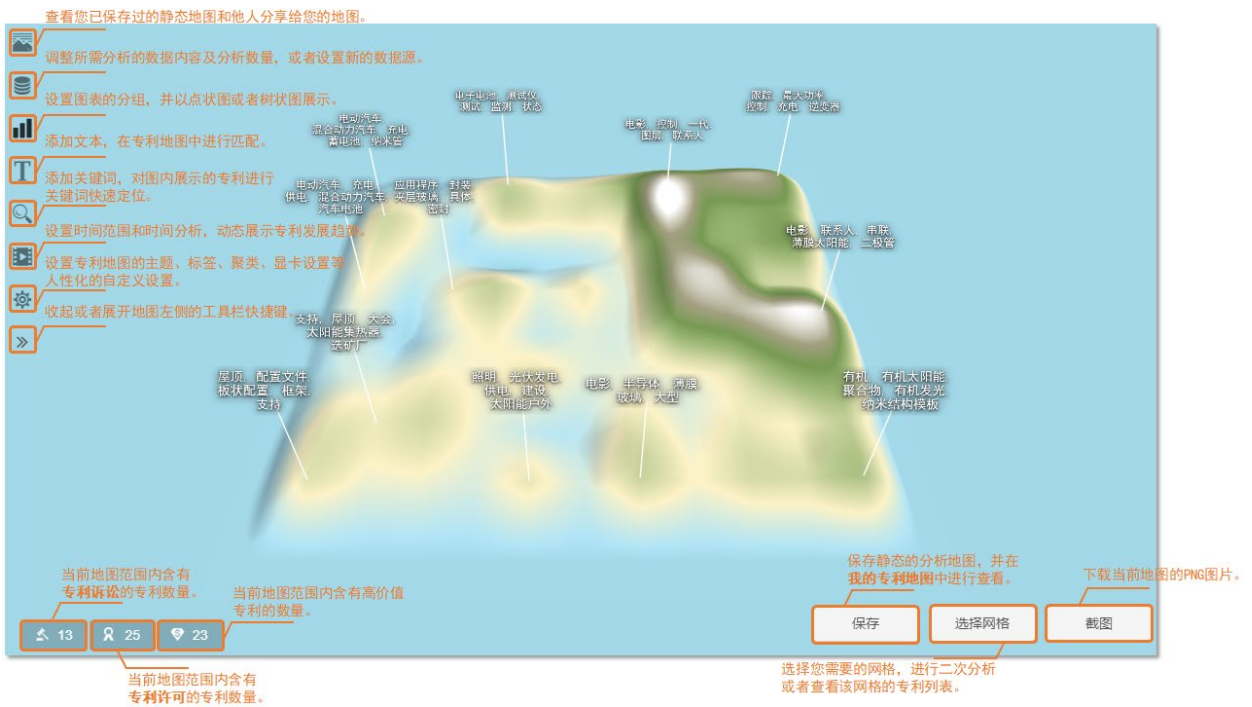 查看您已保存过的静态地图和他人分享给您的地图。
调整所需分析的数据内容及分析数量，或者设置新的数据源。
设置图表的分组，并以点状图或者树状图展示。
添加文本，在专利地图中进行匹配。
T
添加关键词，对图内展示的专利进行
关键词快速定位。
设置时间范围和时间分析，动态展示专利发展趋势。
设置专利地图的主题、标签、聚类、显卡设置等
人性化的自定义设置。
收起或者展开地图左侧的工具栏快捷键。
电子电池, 测试仪,
测试, 监测, 状态
跟踪, 最大功率,
控制, 充电, 逆变器
电动汽车,
混合动力汽车, 充电,
蓄电池, 纳米管
电影, 控制, 一代,
图层, 联系人
电动汽车, 充电,
供电, 混合动力汽车,
汽车电池
应用程序, 封装,
夹层玻璃, 具体,
密封
电影, 联系人, 串联,
薄膜太阳能, 二极管
支持, 屋顶, 大会,
太阳能集热器,
选矿厂
屋顶, 配置文件,
板状配置, 框架,
支持
照明, 光伏发电,
供电, 建设,
太阳能户外
电影, 半导体, 薄膜,
玻璃, 大型
有机, 有机太阳能,
聚合物, 有机发光,
纳米结构模板
当前地图范围内含有
专利诉讼的专利数量。
当前地图范围内含有高价值
专利的数量。
保存静态的分析地图，并在
我的专利地图中进行查看。
下载当前地图的PNG图片。
13
25
23
保存
选择网格
截图
当前地图范围内含有
专利许可的专利数量。
选择您需要的网格，进行二次分析
或者查看该网格的专利列表。